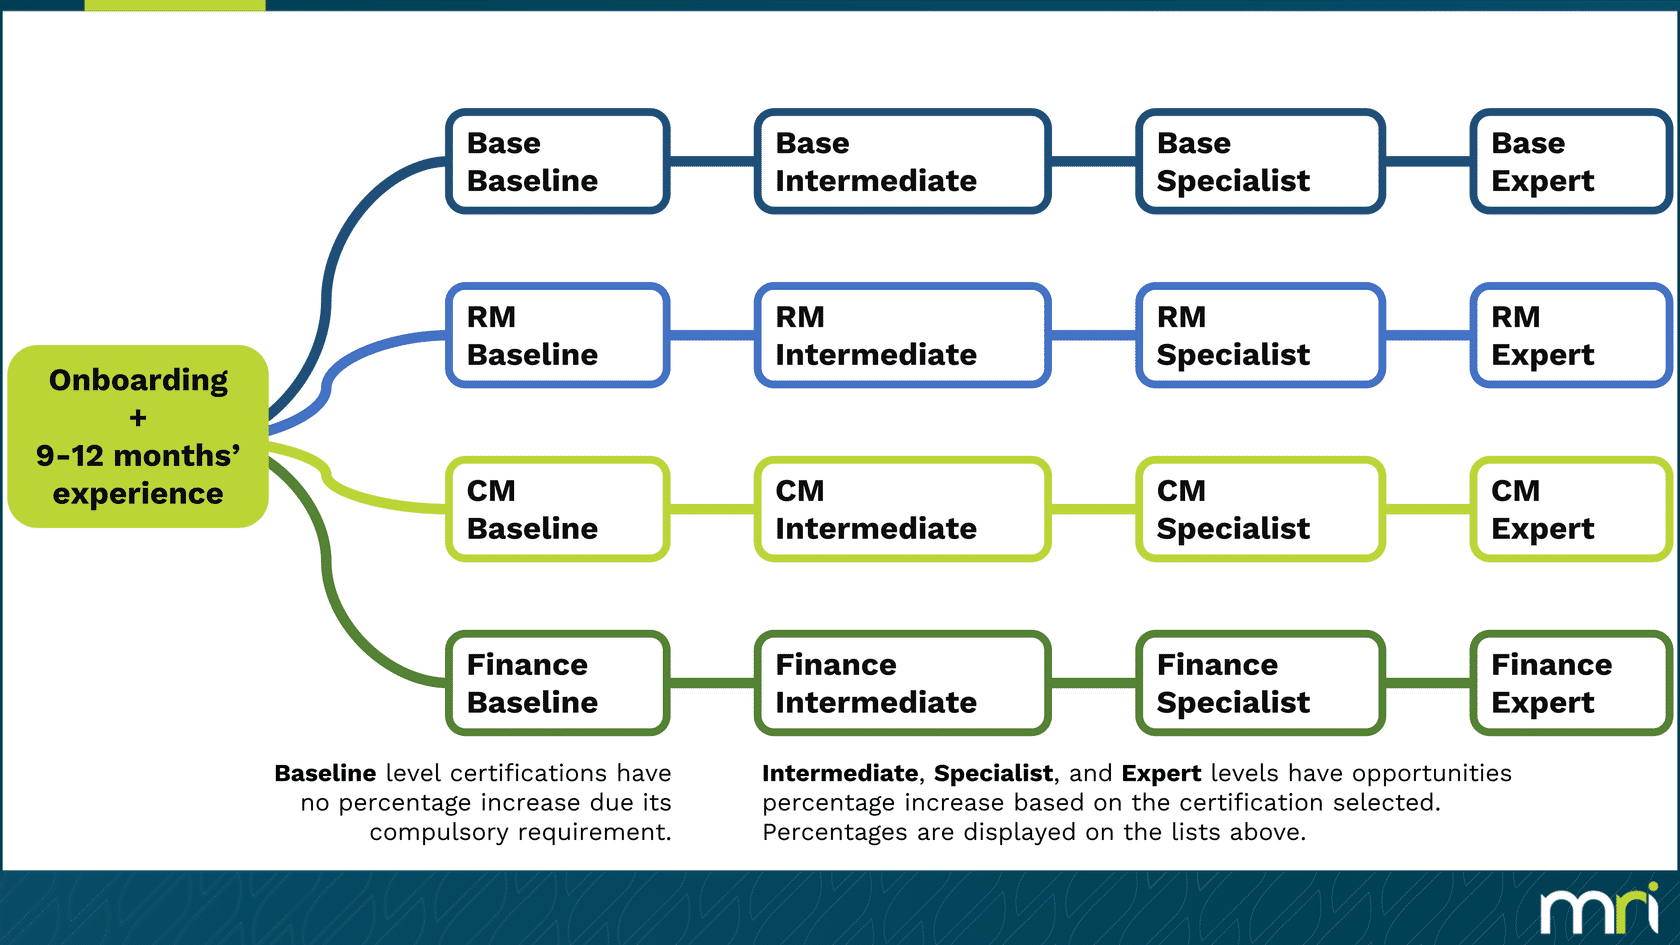 Onboarding
+
9-12 months’
experience
Base
Baseline
Base
Intermediate
Base
Specialist
Base
Expert
RM
Baseline
RM
Intermediate
RM
Specialist
RM
Expert
CM
Baseline
CM
Intermediate
CM
Specialist
CM
Expert
Finance
Baseline
Finance
Intermediate
Finance
Specialist
Finance
Expert
Baseline level certifications have
no percentage increase due its
compulsory requirement.
Intermediate, Specialist, and Expert levels have opportunities
percentage increase based on the certification selected.
Percentages are displayed on the lists above.
mri